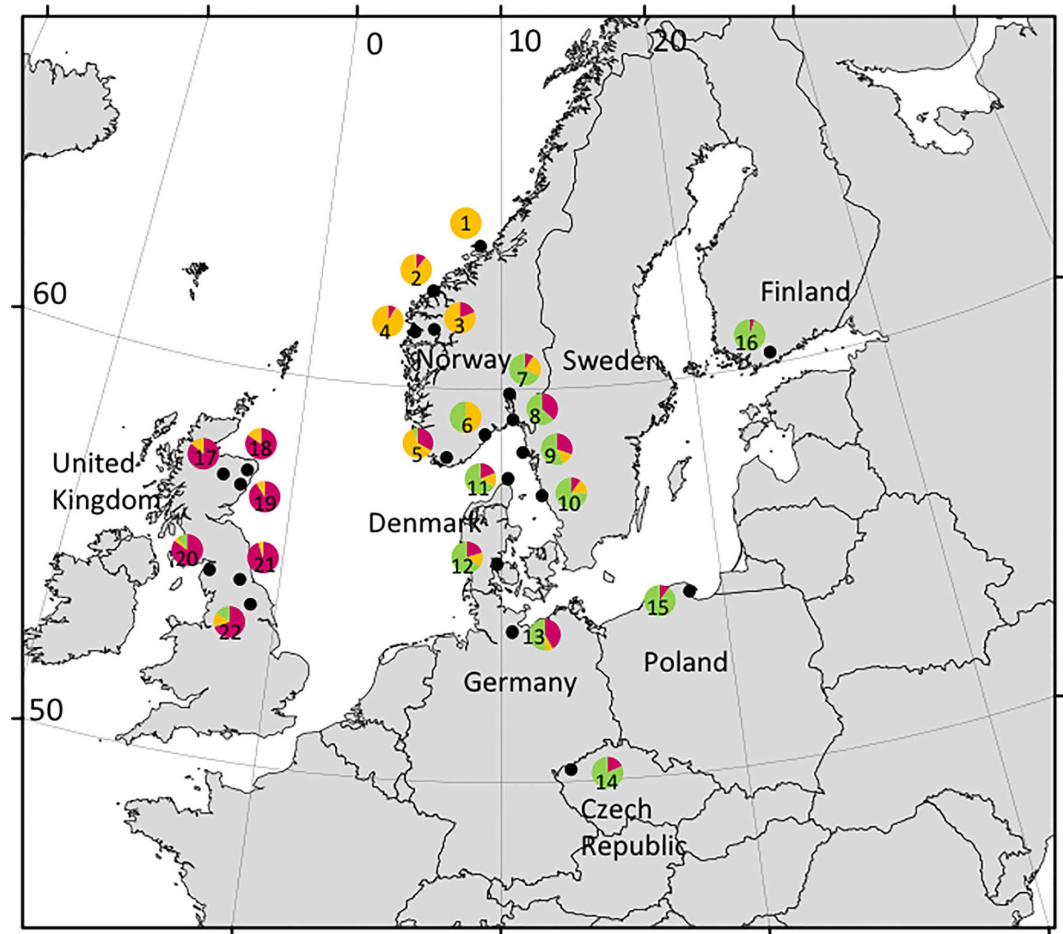 0
10
20
1
2
60
Finland
3
4
16
Norway
Sweden
7
8
6
5
17
18
9
United
Kingdom
11
10
19
Denmark
20
21
12
15
22
13
Poland
Germany
50
14
Czech
Republic